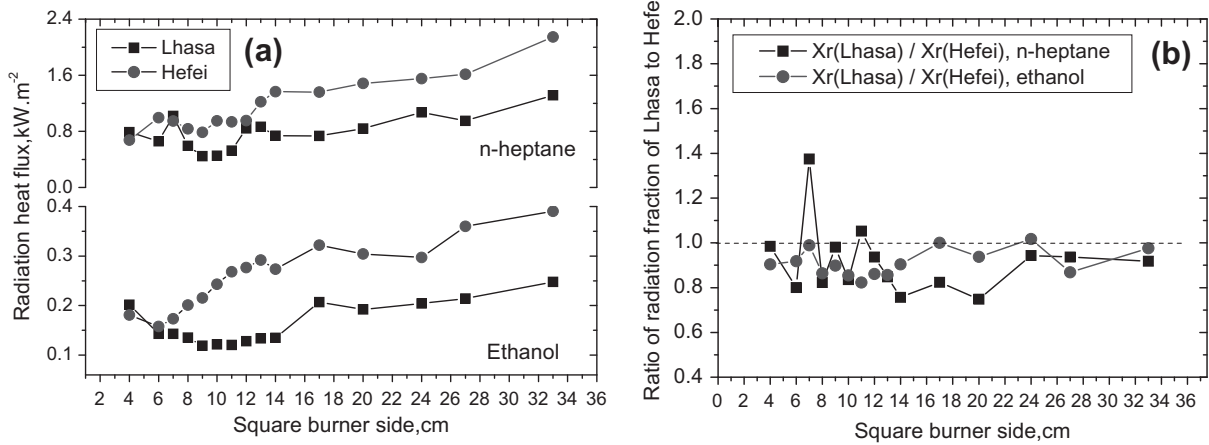 (a)
Lhasa
Hefei
n-heptane
Ethanol
2.4
1.6
0.8
0.0
0.4
0.3
0.2
0.1
Radiation heat flux,kW.m-2
2 4 6 8 10 12 14 16 18 20 22 24 26 28 30 32 34 36
Square burner side,cm
(b)
Xr(Lhasa) / Xr(Hefei), n-heptane
Xr(Lhasa) / Xr(Hefei), ethanol
2.0
1.8
1.6
1.4
1.2
1.0
0.8
0.6
0.4
Ratio of radiation fraction of Lhasa to Hefei
0 2 4 6 8 10 12 14 16 18 20 22 24 26 28 30 32 34 36
Square burner side,cm